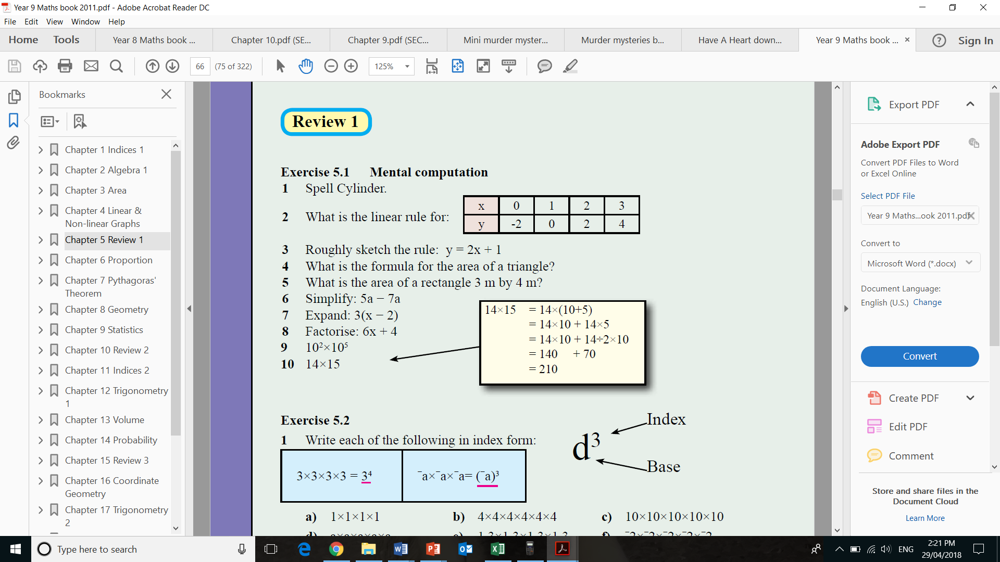 Year 9 Maths book 2011.pdf - Adobe Acrobat Reader DC
File Edit View Window Help
Home Tools Year 8 Maths book ... Chapter 10.pdf (SE... Chapter 9.pdf (SEC... Mini murder myster... Murder mysteries b... Have A Heart down... Year 9 Maths book ... × Sign In
66 (75 of 322) 125%
Bookmarks
Chapter 1 Indices 1
Chapter 2 Algebra 1
Chapter 3 Area
Chapter 4 Linear &
Non-linear Graphs
Chapter 5 Review 1
Chapter 6 Proportion
Chapter 7 Pythagoras'
Theorem
Chapter 8 Geometry
Chapter 9 Statistics
Chapter 10 Review 2
Chapter 11 Indices 2
Chapter 12 Trigonometry
1
Chapter 13 Volume
Chapter 14 Probability
Chapter 15 Review 3
Chapter 16 Coordinate
Geometry
Chapter 17 Trigonometry
2
Review 1
Exercise 5.1 Mental computation
1 Spell Cylinder.
2 What is the linear rule for:
x 0 1 2 3
y -2 0 2 4
3 Roughly sketch the rule: y = 2x + 1
4 What is the formula for the area of a triangle?
5 What is the area of a rectangle 3 m by 4 m?
6 Simplify: 5a − 7a
7 Expand: 3(x − 2)
8 Factorise: 6x + 4
9 10²×10⁵
10 14×15
14×15 = 14×(10+5)
= 14×10 + 14×5
= 14×10 + 14÷2×10
= 140 + 70
= 210
Exercise 5.2
1 Write each of the following in index form:
3×3×3×3 = 3⁴
⁻a×⁻a×⁻a= (⁻a)³
d³
Index
Base
a) 1×1×1×1 b) 4×4×4×4×4×4 c) 10×10×10×10×10
Export PDF
Adobe Export PDF
Convert PDF Files to Word
or Excel Online
Select PDF File
Year 9 Maths...ook 2011.pdf
Convert to
Microsoft Word (*.docx)
Document Language:
English (U.S.) Change
Convert
Create PDF
Edit PDF
Comment
Store and share files in the
Document Cloud
Learn More
Type here to search
ENG
2:21 PM
29/04/2018